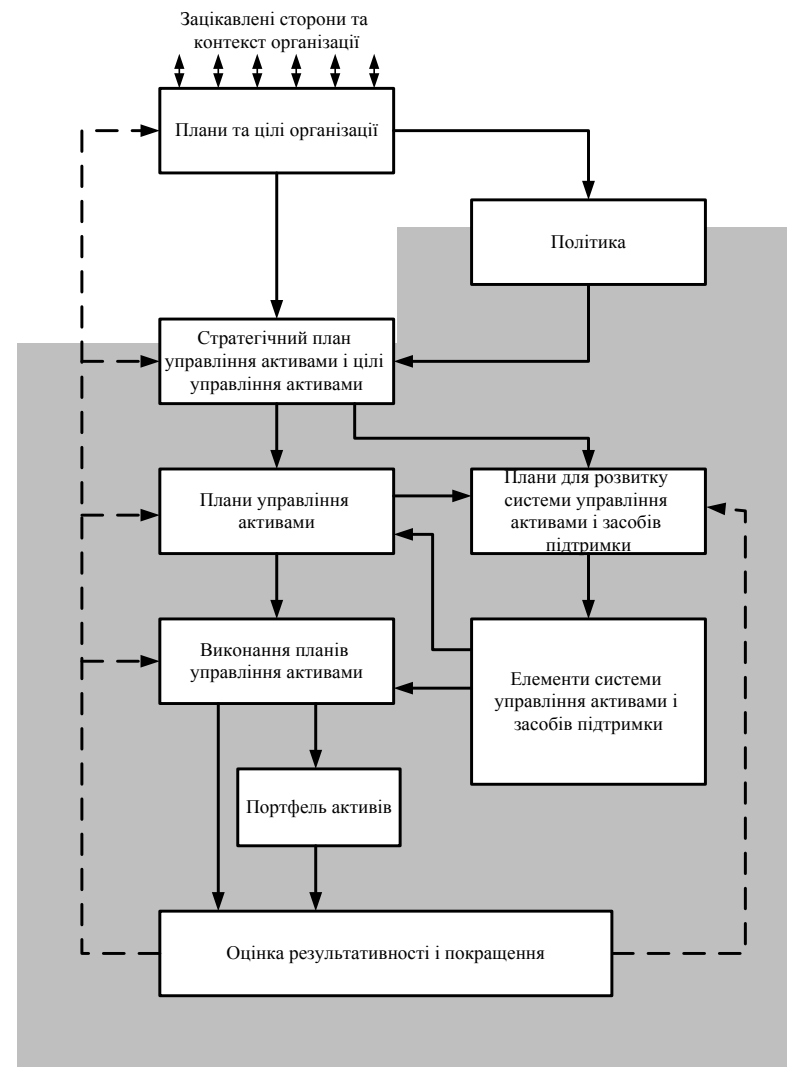 Зацікавлені сторони та
контекст організації
Плани та цілі організації
Політика
Стратегічний план
управління активами і цілі
управління активами
Плани управління
активами
Плани для розвитку
системи управління
активами і засобів
підтримки
Виконання планів
управління активами
Елементи системи
управління активами і
засобів підтримки
Портфель активів
Оцінка результативності і покращення